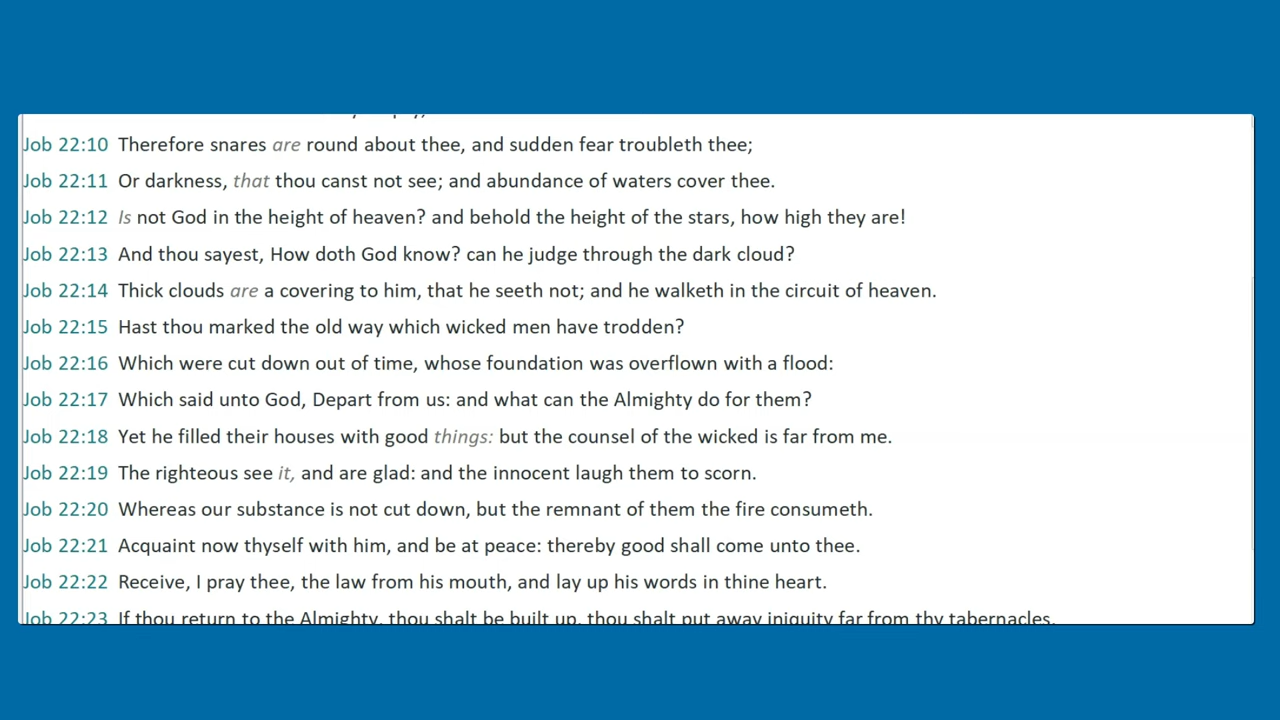 Job 22:10 Therefore snares are round about thee, and sudden fear troubleth thee;
Job 22:11 Or darkness, that thou canst not see; and abundance of waters cover thee.
Job 22:12 Is not God in the height of heaven? and behold the height of the stars, how high they are!
Job 22:13 And thou sayest, How doth God know? can he judge through the dark cloud?
Job 22:14 Thick clouds are a covering to him, that he seeth not; and he walketh in the circuit of heaven.
Job 22:15 Hast thou marked the old way which wicked men have trodden?
Job 22:16 Which were cut down out of time, whose foundation was overflown with a flood:
Job 22:17 Which said unto God, Depart from us: and what can the Almighty do for them?
Job 22:18 Yet he filled their houses with good things: but the counsel of the wicked is far from me.
Job 22:19 The righteous see it, and are glad: and the innocent laugh them to scorn.
Job 22:20 Whereas our substance is not cut down, but the remnant of them the fire consumeth.
Job 22:21 Acquaint now thyself with him, and be at peace: thereby good shall come unto thee.
Job 22:22 Receive, I pray thee, the law from his mouth, and lay up his words in thine heart.
Job 22:23 If thou return to the Almighty, thou shalt be built up, thou shalt put away iniquity far from thy tabernacles.